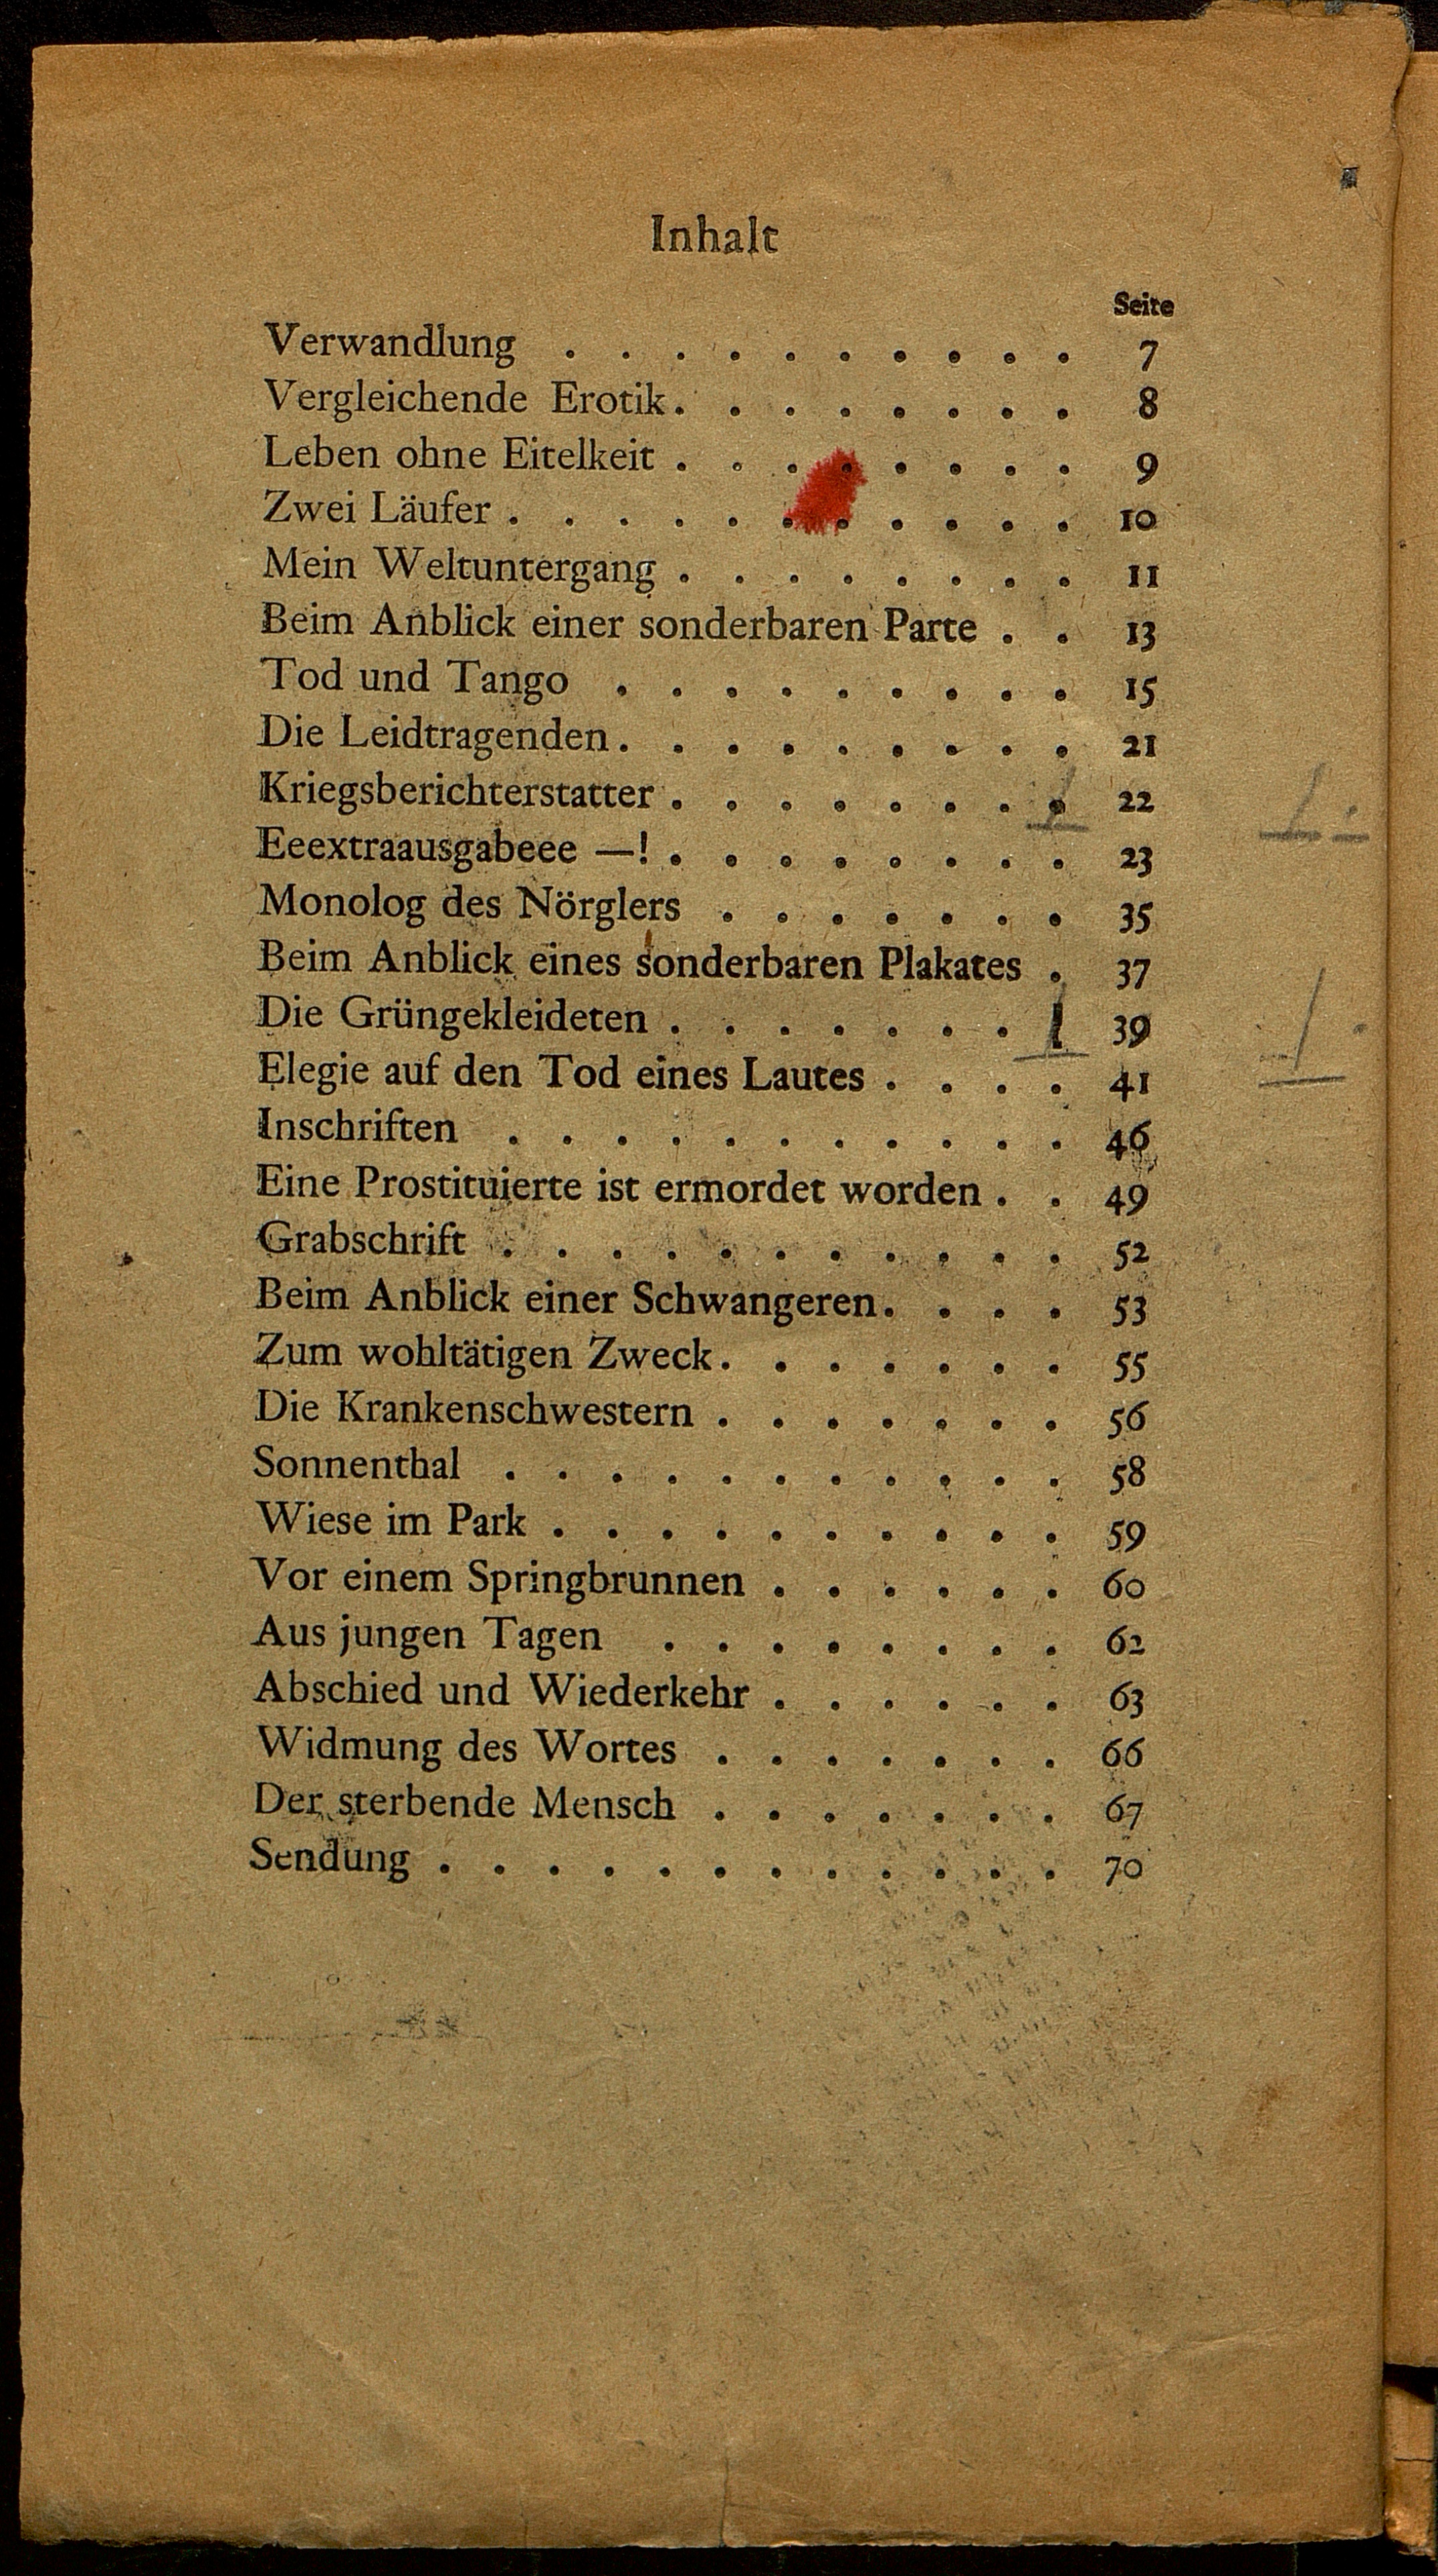 Inhalt
Seite
Verwandlung . . . . . . . . . . 7
Vergleichende Erotik. . . . . . . . 8
Leben ohne Eitelkeit . . . . . . . . 9
Zwei Läufer . . . . . . . . . . . 10
Mein Weltuntergang . . . . . . . . 11
Beim Anblick einer sonderbaren Parte . . 13
Tod und Tango . . . . . . . . . 15
Die Leidtragenden. . . . . . . . . 21
Kriegsberichterstatter . . . . . . . . 22
Eeextraausgabeee —! . . . . . . . . 23
Monolog des Nörglers . . . . . . . 35
Beim Anblick eines sonderbaren Plakates . 37
Die Grüngekleideten . . . . . . . 39
Elegie auf den Tod eines Lautes . . . . 41
Inschriften . . . . . . . . . . . 46
Eine Prostituierte ist ermordet worden . . 49
Grabschrift . . . . . . . . . . . 52
Beim Anblick einer Schwangeren. . . . 53
Zum wohltätigen Zweck. . . . . . . 55
Die Krankenschwestern . . . . . . . 56
Sonnenthal . . . . . . . . . . . 58
Wiese im Park . . . . . . . . . . 59
Vor einem Springbrunnen . . . . . . 60
Aus jungen Tagen . . . . . . . . 62
Abschied und Wiederkehr . . . . . . 63
Widmung des Wortes . . . . . . . 66
Der sterbende Mensch . . . . . . . 67
Sendung . . . . . . . . . . . . 70